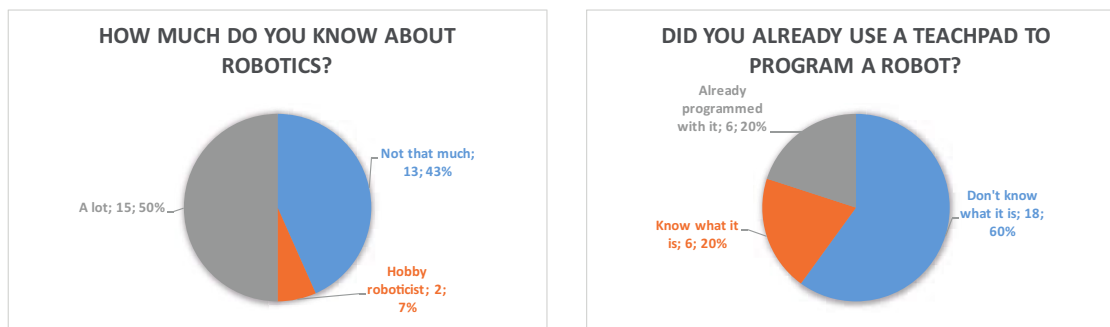 HOW MUCH DO YOU KNOW ABOUT
ROBOTICS?
Not that much;
13; 43%
A lot; 15; 50%
Hobby
roboticist; 2;
7%
DID YOU ALREADY USE A TEACHPAD TO
PROGRAM A ROBOT?
Already
programmed
with it; 6; 20%
Don't know
what it is; 18;
60%
Know what it
is; 6; 20%